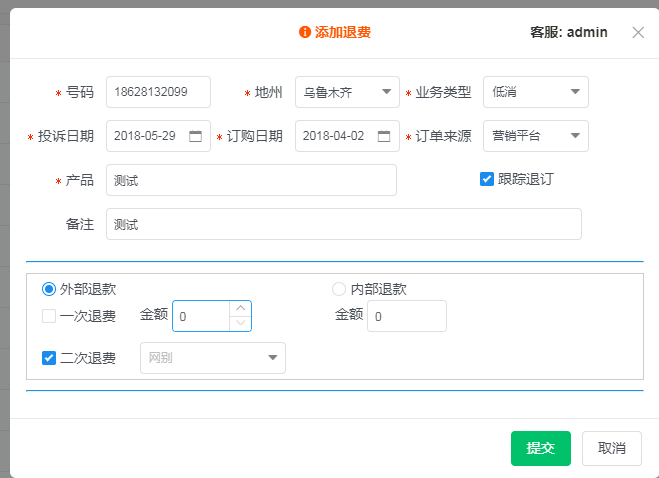 添加退费 客服: admin
* 号码 18628132099 * 地州 乌鲁木齐 * 业务类型 低消
* 投诉日期 2018-05-29 * 订购日期 2018-04-02 * 订单来源 营销平台
* 产品 测试 跟踪退订
备注 测试
外部退款 内部退款
一次退费 金额 0 金额 0
二次退费 网别
提交 取消